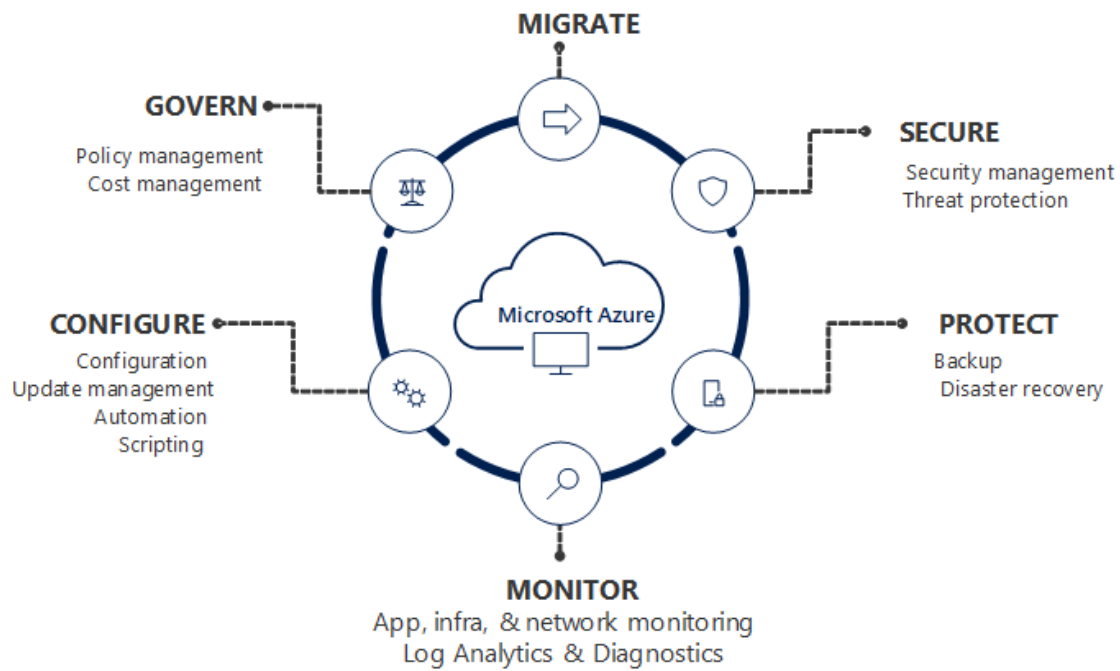 MIGRATE
GOVERN
Policy management
Cost management
SECURE
Security management
Threat protection
Microsoft Azure
CONFIGURE
Configuration
Update management
Automation
Scripting
PROTECT
Backup
Disaster recovery
MONITOR
App, infra, & network monitoring
Log Analytics & Diagnostics